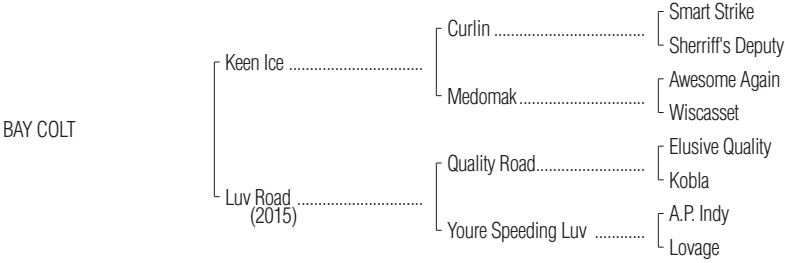 Smart Strike
Curlin ..............................
Sherriff's Deputy
Keen Ice ..............................
Awesome Again
Medomak.........................
Wiscasset
BAY COLT
Elusive Quality
Quality Road.....................
Kobla
Luv Road ............................
(2015)
A.P. Indy
Youre Speeding Luv ............
Lovage